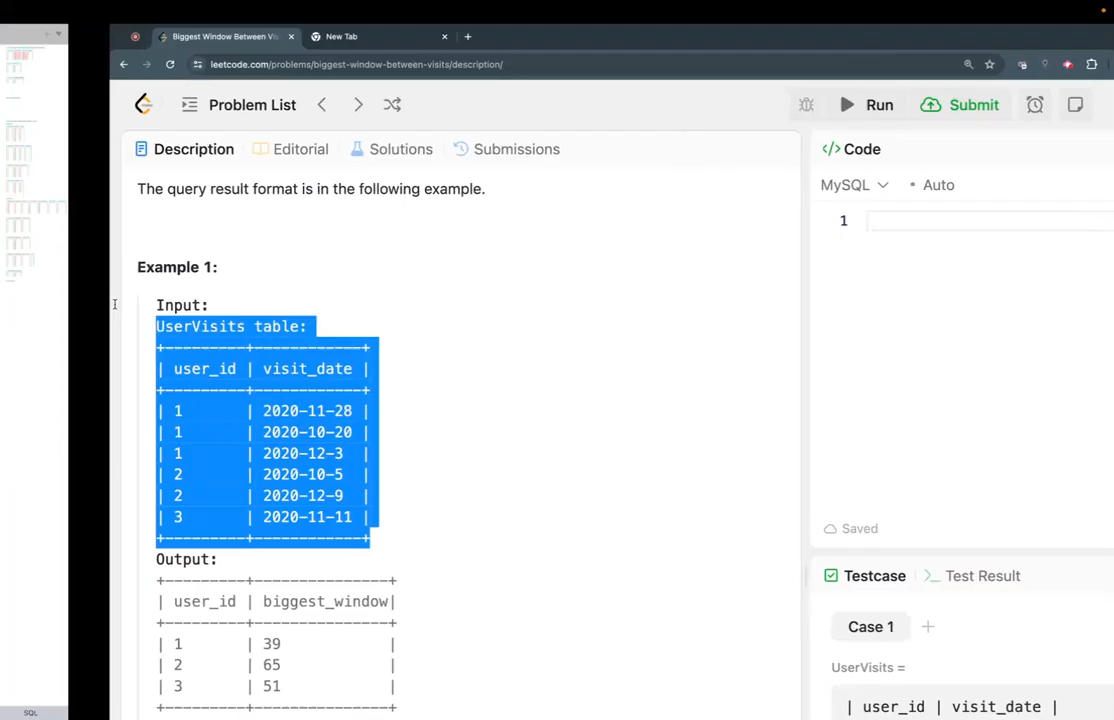 Biggest Window Between Vis
New Tab
leetcode.com/problems/biggest-window-between-visits/description/
Problem List
Run
Submit
Description
Editorial
Solutions
Submissions
</> Code
MySQL
• Auto
1
The query result format is in the following example.
Example 1:
Input:
UserVisits table:
+---------+------------+
| user_id | visit_date |
+---------+------------+
| 1       | 2020-11-28 |
| 1       | 2020-10-20 |
| 1       | 2020-12-3  |
| 2       | 2020-10-5  |
| 2       | 2020-12-9  |
| 3       | 2020-11-11 |
+---------+------------+
Output:
+---------+---------------+
| user_id | biggest_window|
+---------+---------------+
| 1       | 39            |
| 2       | 65            |
| 3       | 51            |
+---------+---------------+
Saved
Testcase
>_ Test Result
Case 1
+
UserVisits =
| user_id | visit_date |
SQL